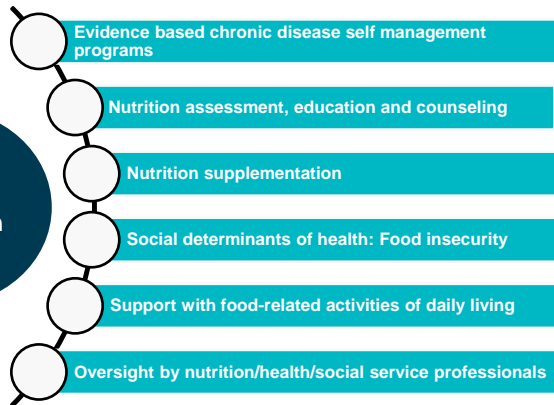 Evidence based chronic disease self management
programs
Nutrition assessment, education and counseling
Nutrition supplementation
Social determinants of health: Food insecurity
Support with food-related activities of daily living
Oversight by nutrition/health/social service professionals